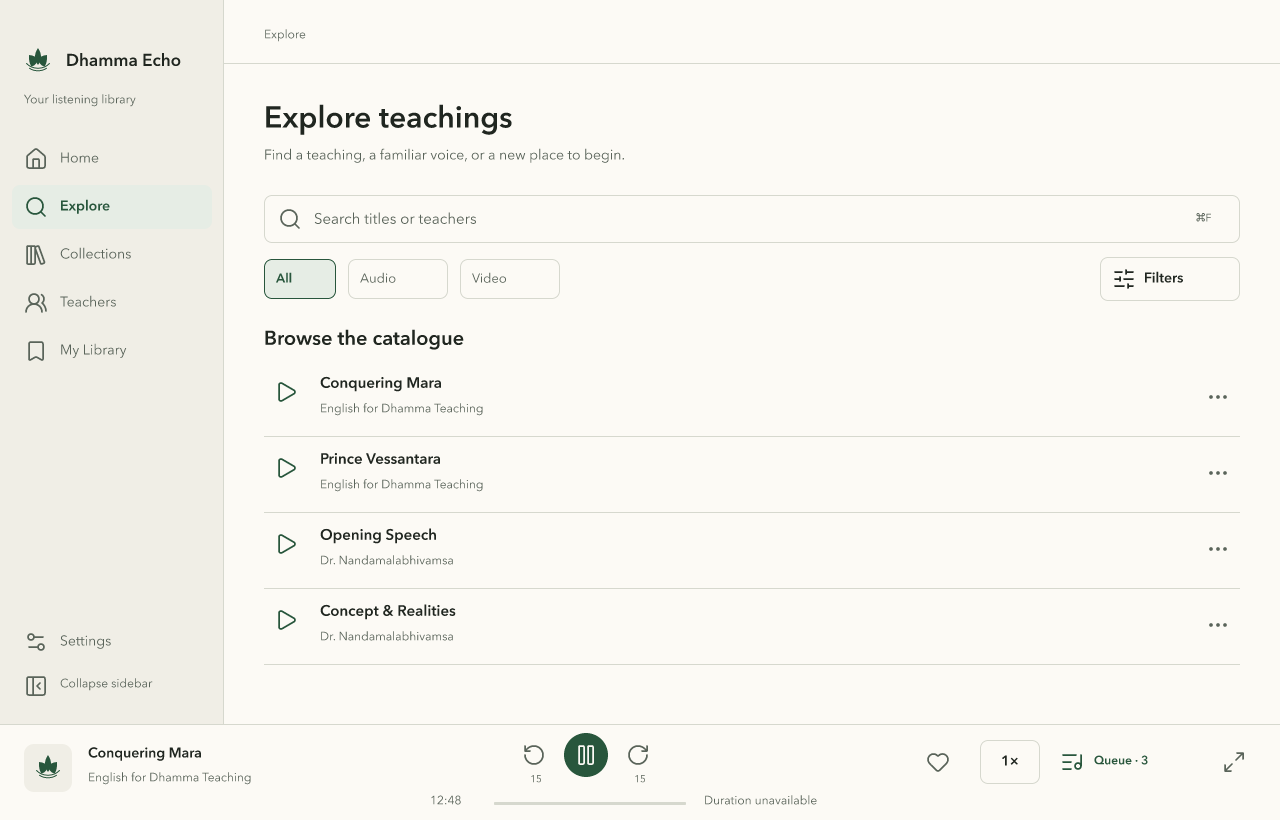 Dhamma Echo
Your listening library
Home
Explore
Collections
Teachers
My Library
Settings
Collapse sidebar
Explore
Explore teachings
Find a teaching, a familiar voice, or a new place to begin.
Search titles or teachers
⌘F
All
Audio
Video
Filters
Browse the catalogue
Conquering Mara
English for Dhamma Teaching
Prince Vessantara
English for Dhamma Teaching
Opening Speech
Dr. Nandamalabhivamsa
Concept & Realities
Dr. Nandamalabhivamsa
Conquering Mara
English for Dhamma Teaching
15
15
12:48
Duration unavailable
1×
Queue · 3